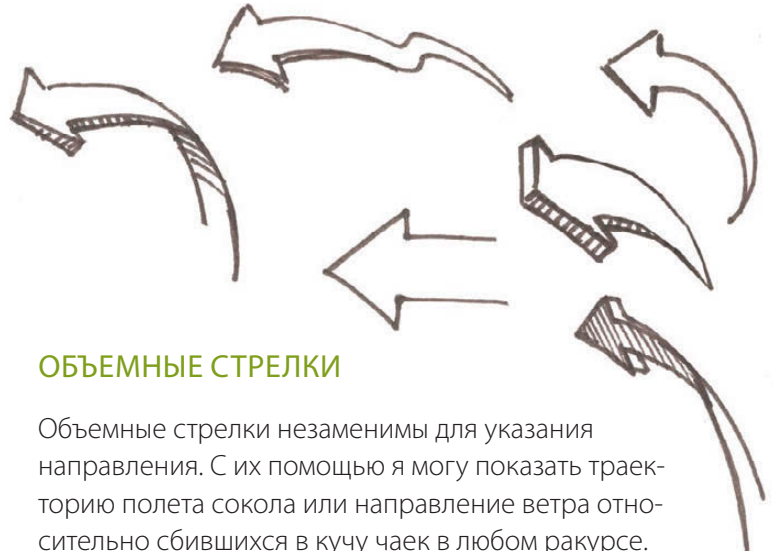 ОБЪЕМНЫЕ СТРЕЛКИ
Объемные стрелки незаменимы для указания
направления. С их помощью я могу показать траек-
торию полета сокола или направление ветра отно-
сительно сбившихся в кучу чаек в любом ракурсе.